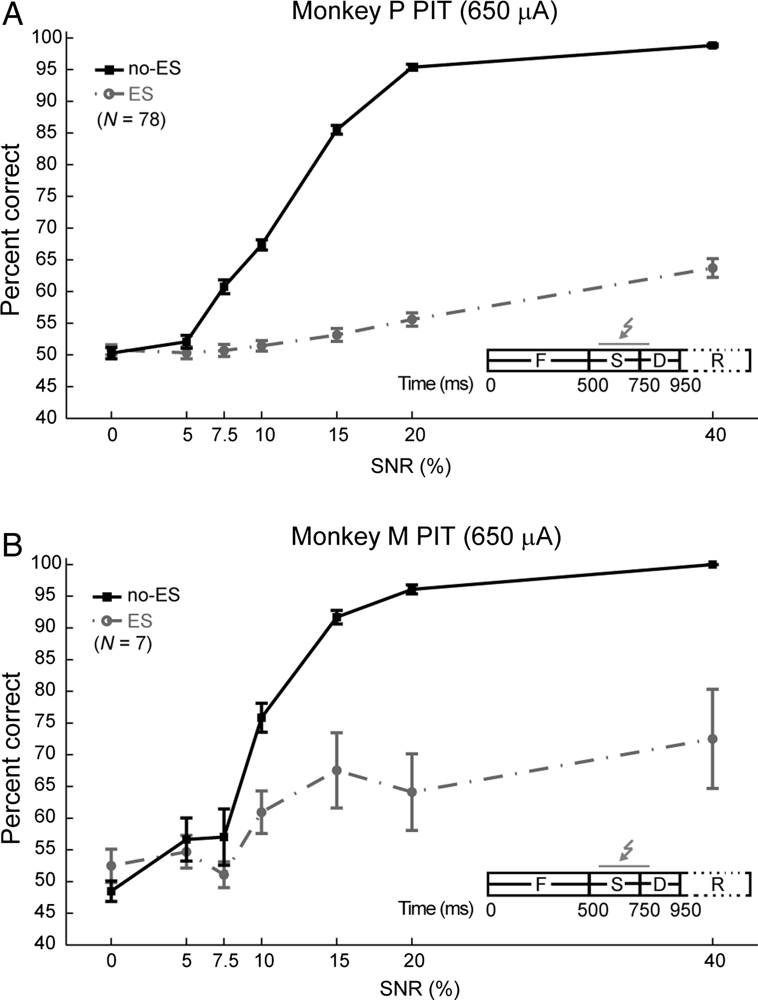 A
Monkey P PIT (650 µA)
100
95
90
85
80
75
70
65
60
55
50
45
40
Percent correct
no-ES
ES
(N = 78)
F S D R
Time (ms) 0 500 750 950
0 5 7.5 10 15 20 40
SNR (%)
B
Monkey M PIT (650 µA)
100
95
90
85
80
75
70
65
60
55
50
45
40
Percent correct
no-ES
ES
(N = 7)
F S D R
Time (ms) 0 500 750 950
0 5 7.5 10 15 20 40
SNR (%)